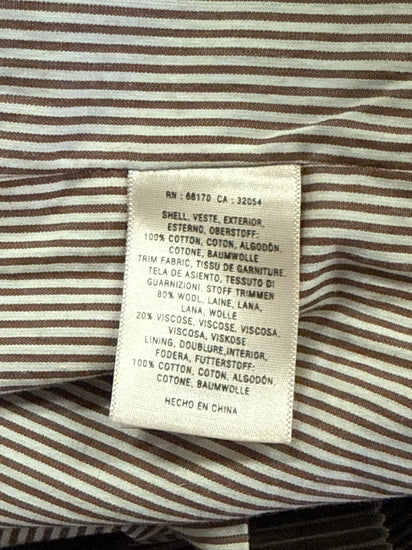 RN : 66170 CA : 32054
SHELL, VESTE, EXTERIOR,
ESTERNO, OBERSTOFF:
100% COTTON, COTON, ALGODÓN,
COTONE, BAUMWOLLE
TRIM FABRIC, TISSU DE GARNITURE,
TELA DE ASIENTO, TESSUTO DI
GUARNIZIONI, STOFF TRIMMEN
80% WOOL, LAINE, LANA,
LANA, WOLLE
20% VISCOSE, VISCOSE, VISCOSA,
VISCOSA, VISKOSE
LINING, DOUBLURE,INTERIOR,
FODERA, FUTTERSTOFF:
100% COTTON, COTON, ALGODÓN,
COTONE, BAUMWOLLE
HECHO EN CHINA